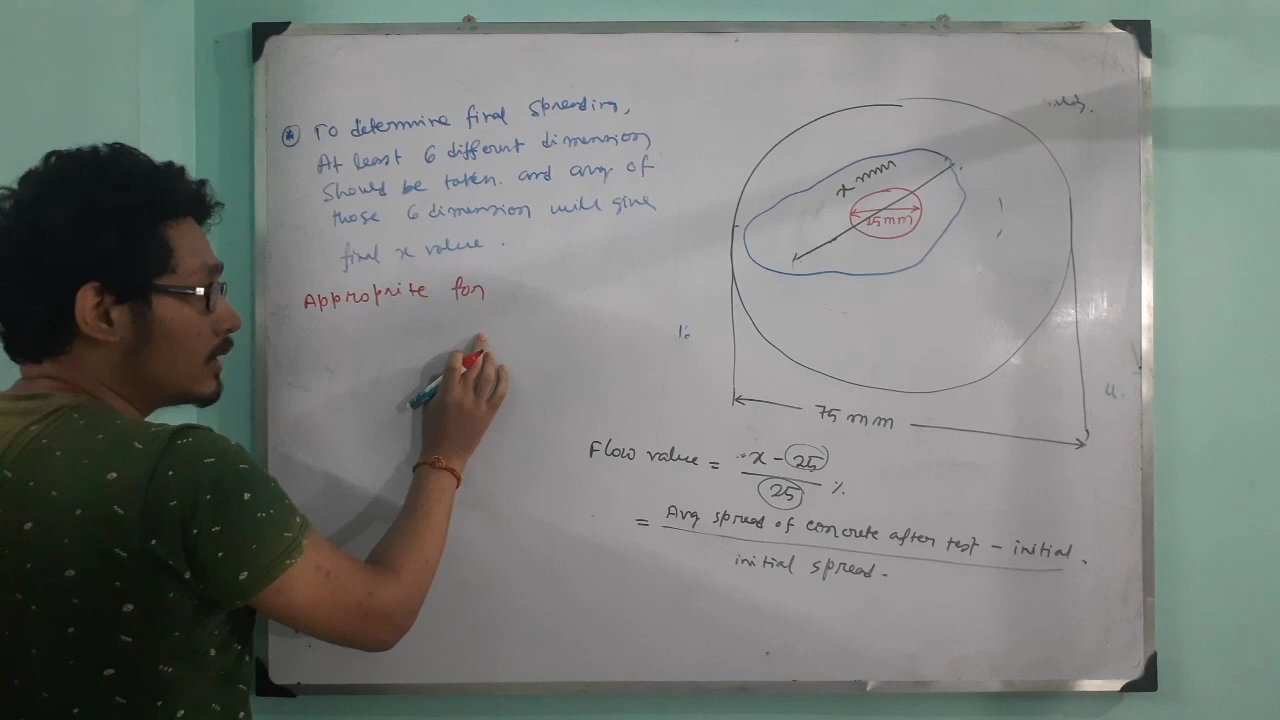 To determine final spreading,
At least 6 different dimension
should be taken. and avg. of
those 6 dimension will give
final x value.
Approprite for
x mm
25mm
75 mm
Flow value = x - 25
25 %
= Avg spread of concrete after test - initial.
initial spread.